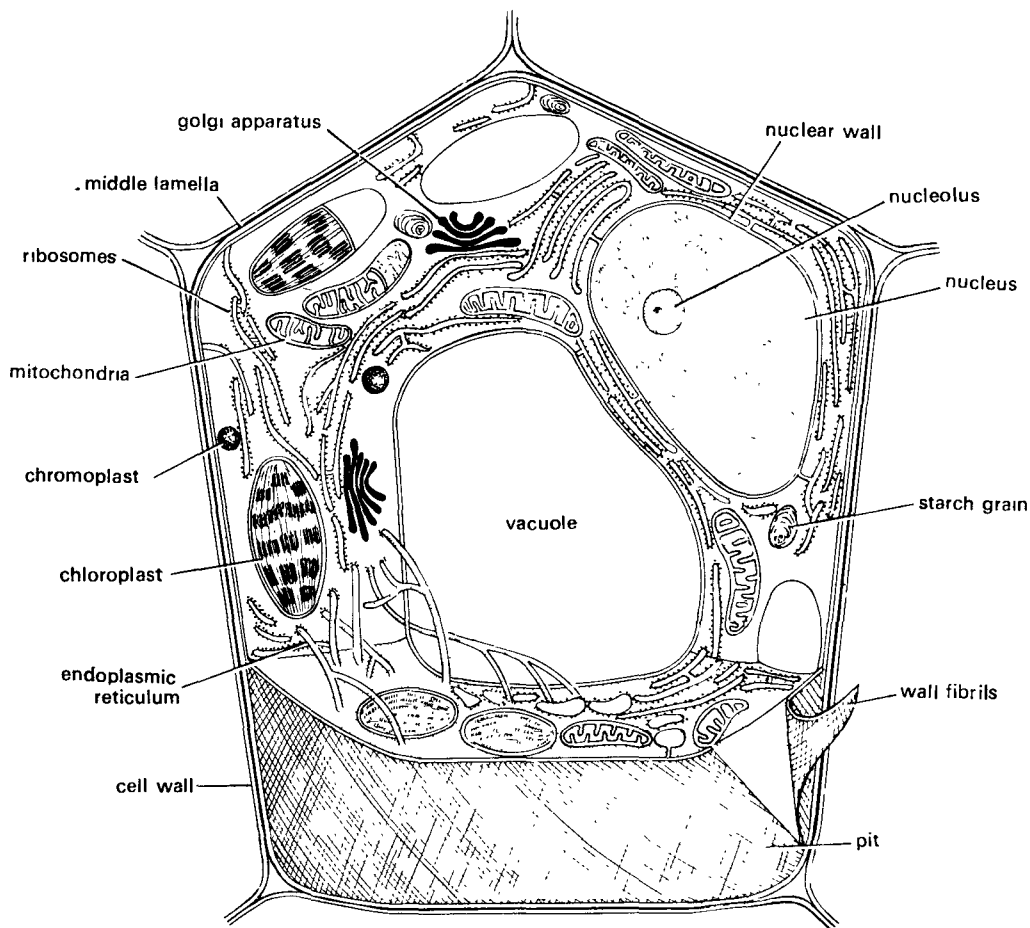 golgi apparatus
nuclear wall
middle lamella
nucleolus
ribosomes
nucleus
mitochondria
chromoplast
starch grain
vacuole
chloroplast
endoplasmic
reticulum
wall fibrils
cell wall
pit